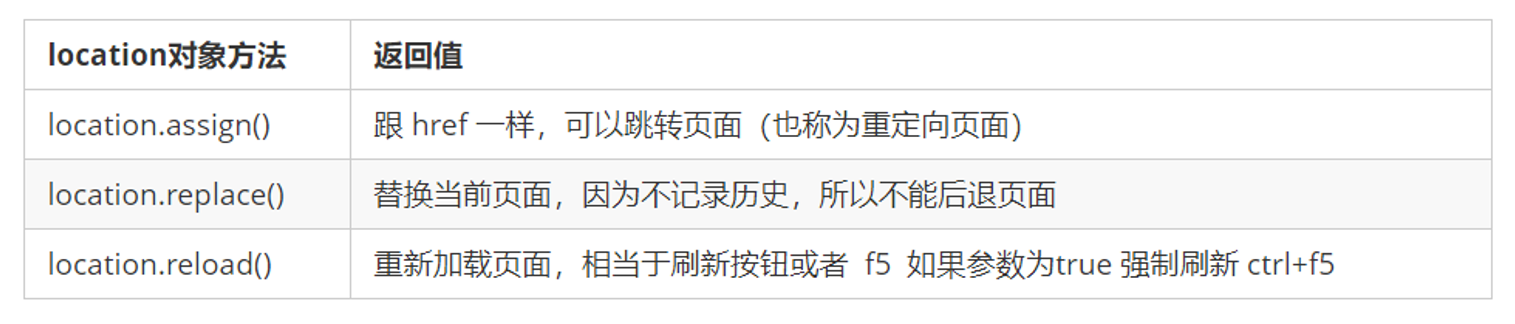 location对象方法 返回值
location.assign() 跟 href 一样，可以跳转页面（也称为重定向页面）
location.replace() 替换当前页面，因为不记录历史，所以不能后退页面
location.reload() 重新加载页面，相当于刷新按钮或者 f5 如果参数为true 强制刷新 ctrl+f5